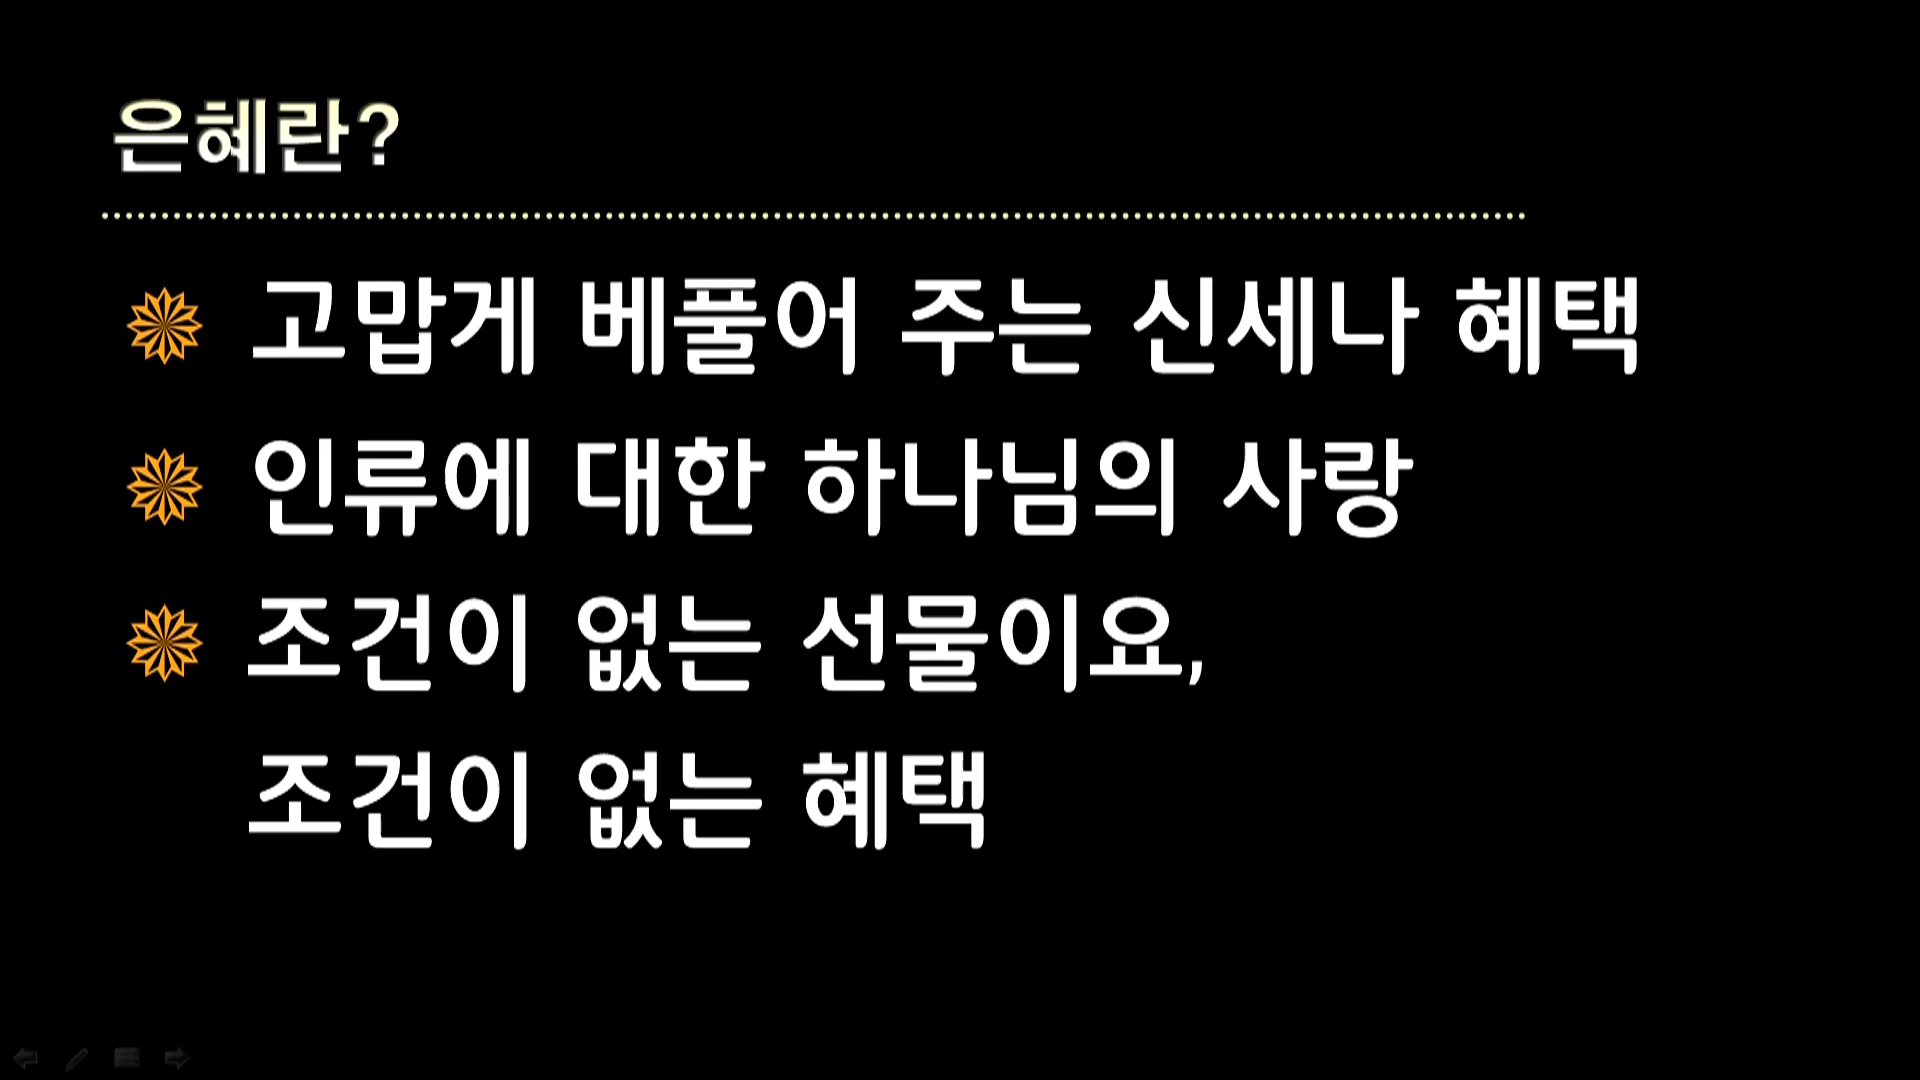 은혜란?
고맙게 베풀어 주는 신세나 혜택
인류에 대한 하나님의 사랑
조건이 없는 선물이요,
조건이 없는 혜택